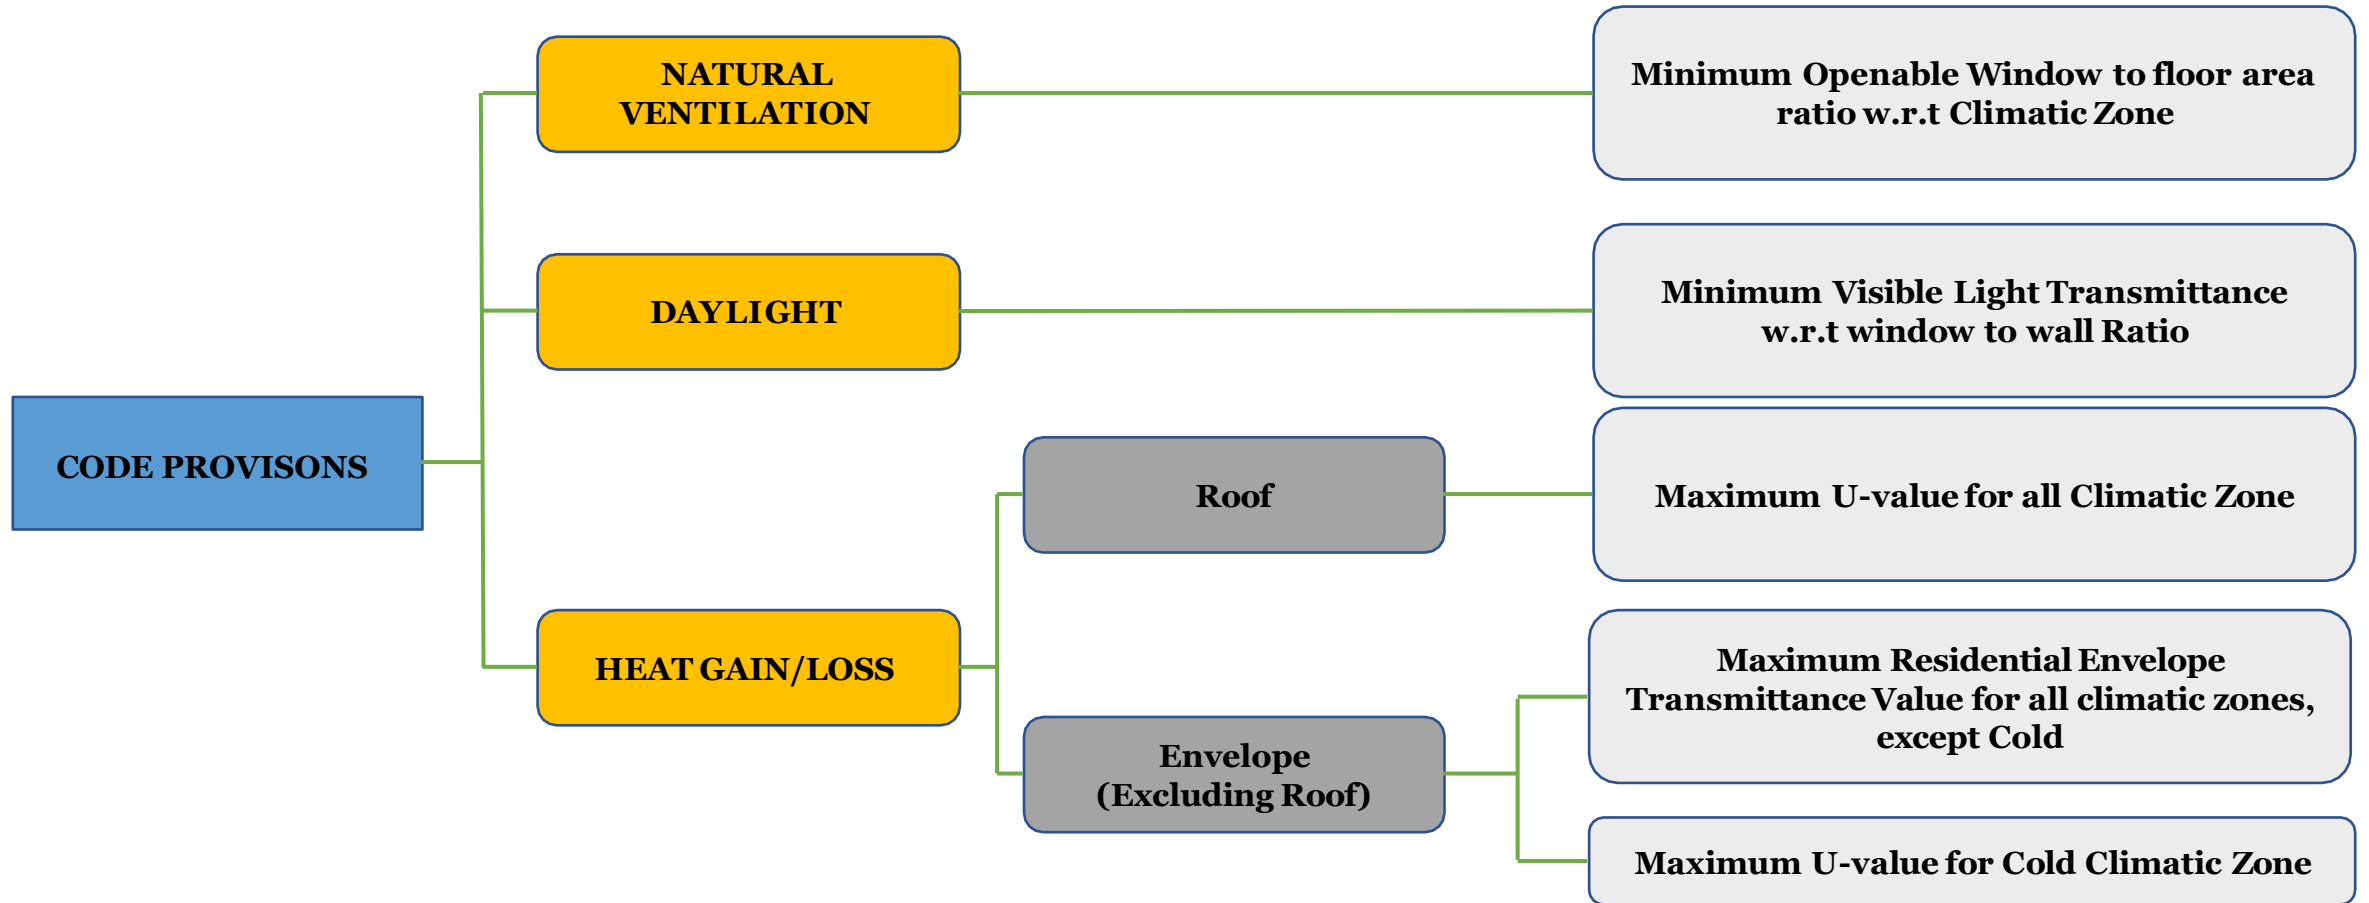 NATURAL
VENTILATION
Minimum Openable Window to floor area
ratio w.r.t Climatic Zone
DAYLIGHT
Minimum Visible Light Transmittance
w.r.t window to wall Ratio
CODE PROVISONS
Roof
Maximum U-value for all Climatic Zone
HEAT GAIN/LOSS
Envelope
(Excluding Roof)
Maximum Residential Envelope
Transmittance Value for all climatic zones,
except Cold
Maximum U-value for Cold Climatic Zone